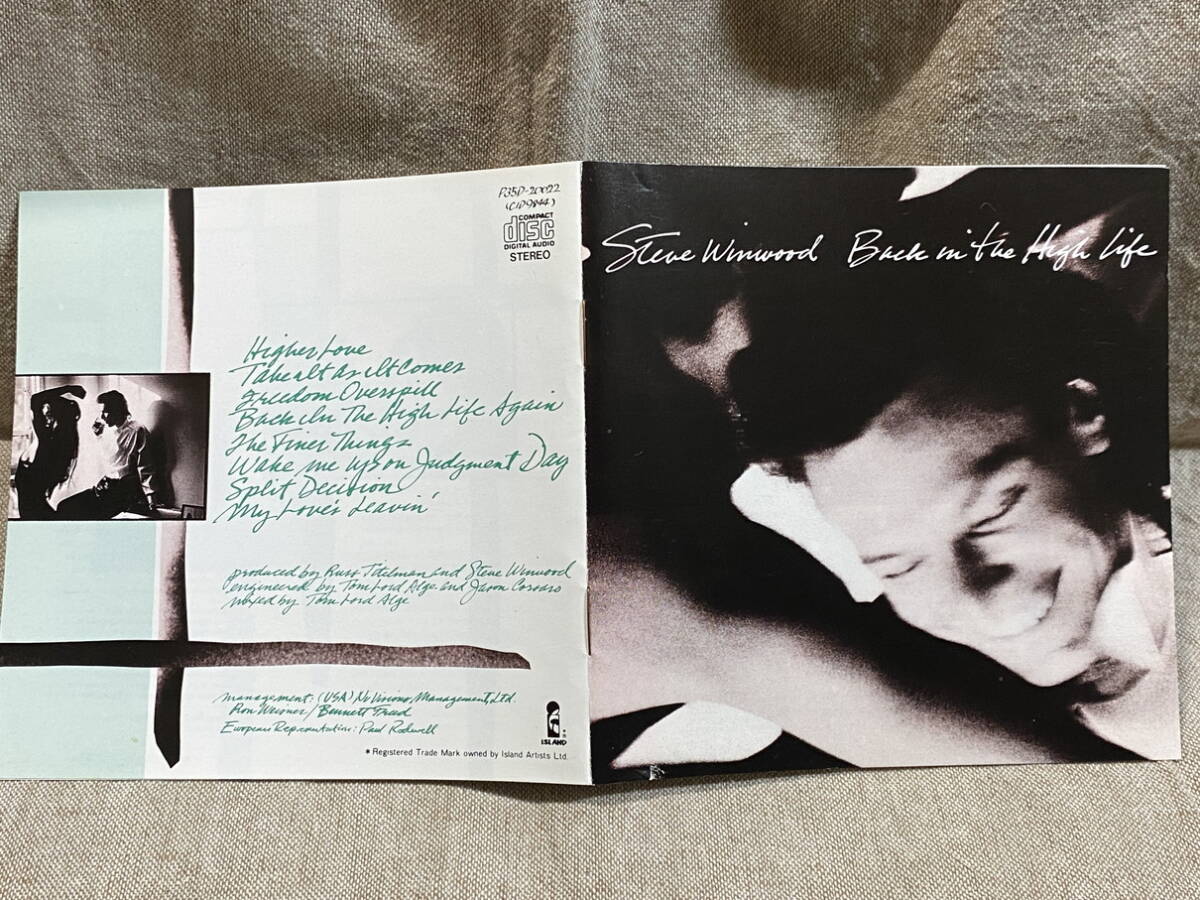 P35D-20022
(CID9844)
COMPACT
disc
DIGITAL AUDIO
STEREO
Higher Love
Take It As It Comes
Freedom Overspill
Back In The High Life Again
The Finer Things
Wake me up on Judgment Day
Split Decision
My Love's Leavin'
produced by Russ Titelman and Steve Winwood
engineered by Tom Lord Alge and Jason Corsaro
mixed by Tom Lord Alge
management: (USA) No Visions, Management, Ltd.
Ron Weisner / Bennett Freed
European Representation: Paul Rodwell
ISLAND
* Registered Trade Mark owned by Island Artists Ltd.
Steve Winwood Back in the High Life